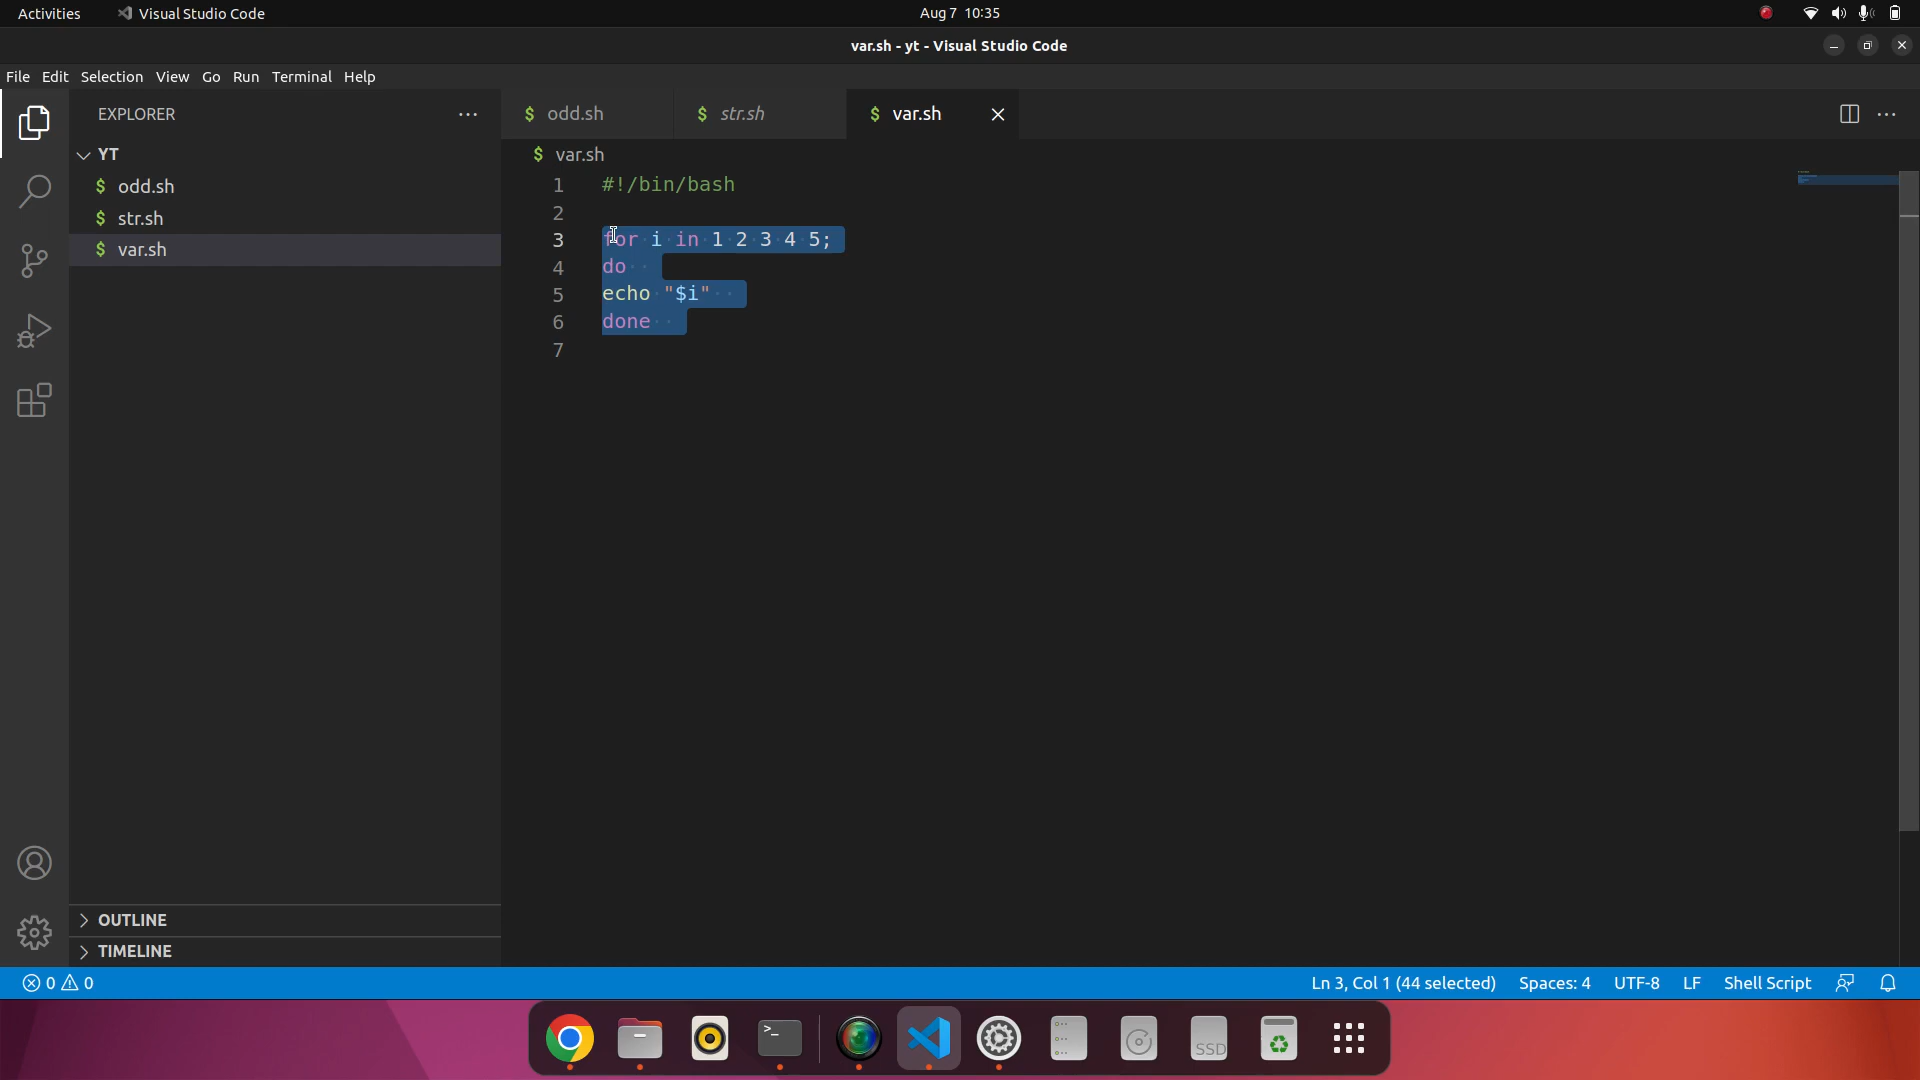 Activities Visual Studio Code Aug 7 10:35
var.sh - yt - Visual Studio Code
File Edit Selection View Go Run Terminal Help
EXPLORER
YT
odd.sh
str.sh
var.sh
OUTLINE
TIMELINE
$ odd.sh $ str.sh $ var.sh
$ var.sh
1 #!/bin/bash
2
3 for i in 1 2 3 4 5;
4 do
5 echo "$i"
6 done
7
0 0 Ln 3, Col 1 (44 selected) Spaces: 4 UTF-8 LF Shell Script
>_ SSD